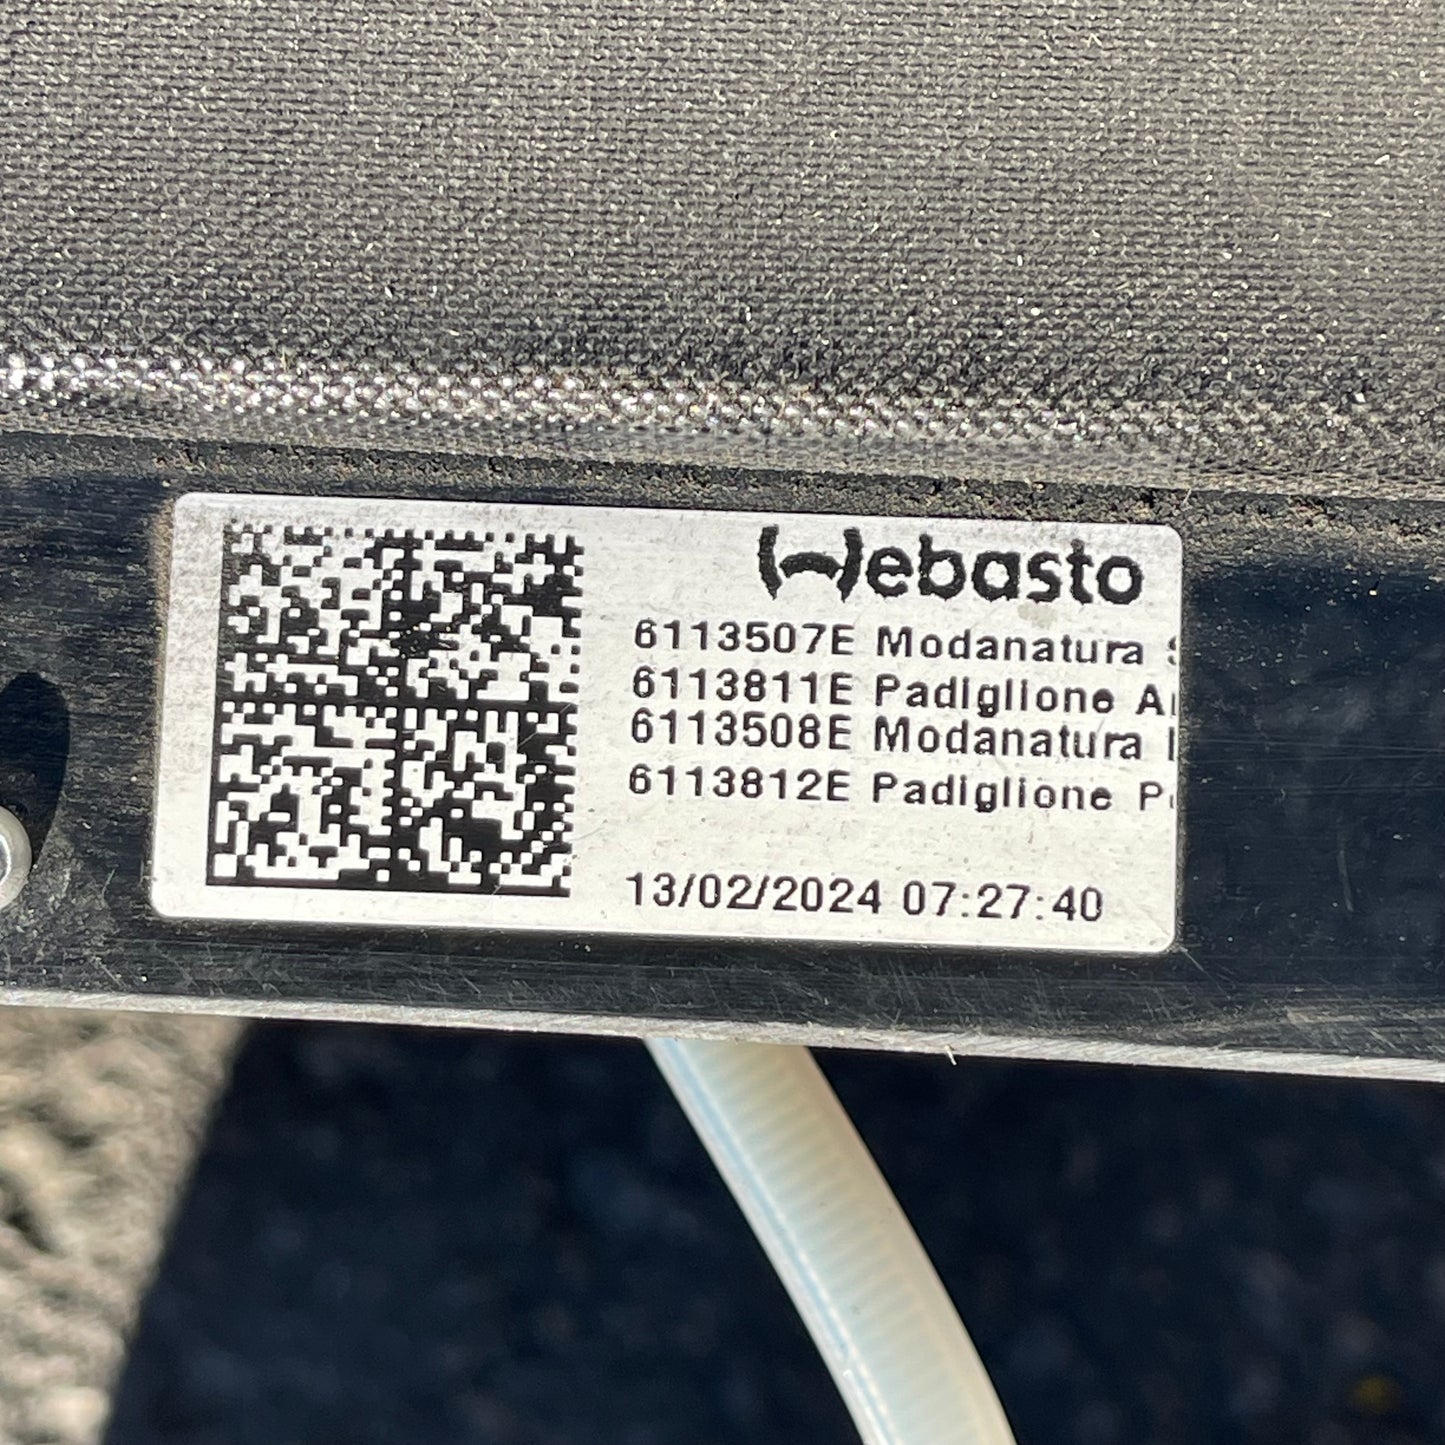 Webasto
6113507E Modanatura
6113811E Padiglione
6113508E Modanatura
6113812E Padiglione
13/02/2024 07:27:40